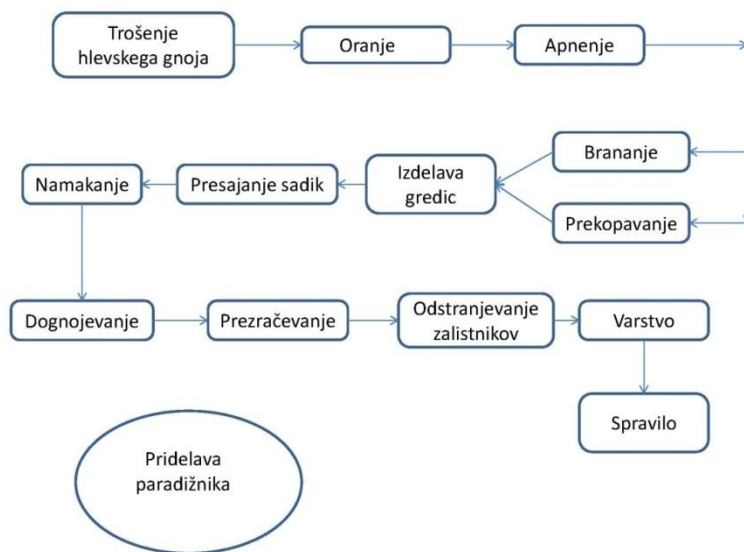 Trošenje
hlevskega gnoja
Oranje
Apnenje
Brananje
Prekopavanje
Izdelava
gredic
Presajanje sadik
Namakanje
Dognojevanje
Prezračevanje
Odstranjevanje
zalistnikov
Varstvo
Spravilo
Pridelava
paradižnika